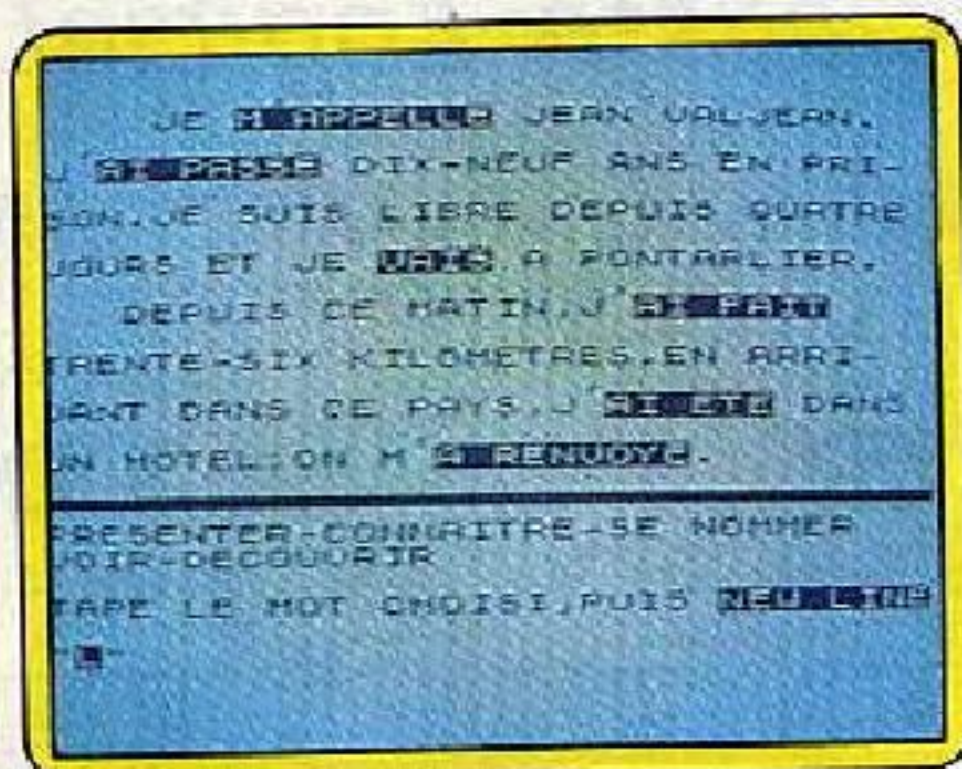 JE M'APPELLE JEAN VALJEAN.
J'AI PASSE DIX-NEUF ANS EN PRI-
SON.JE SUIS LIBRE DEPUIS QUATRE
JOURS ET JE VAIS A PONTARLIER.
DEPUIS CE MATIN,J'AI FAIT
TRENTE-SIX KILOMETRES.EN ARRI-
VANT DANS CE PAYS,J'AI ETE DANS
UN HOTEL:ON M'A RENVOYE.
PRESENTER-CONNAITRE-SE NOMMER
VOIR-DECOUVRIR
TAPE LE MOT CHOISI,PUIS NEW LINE